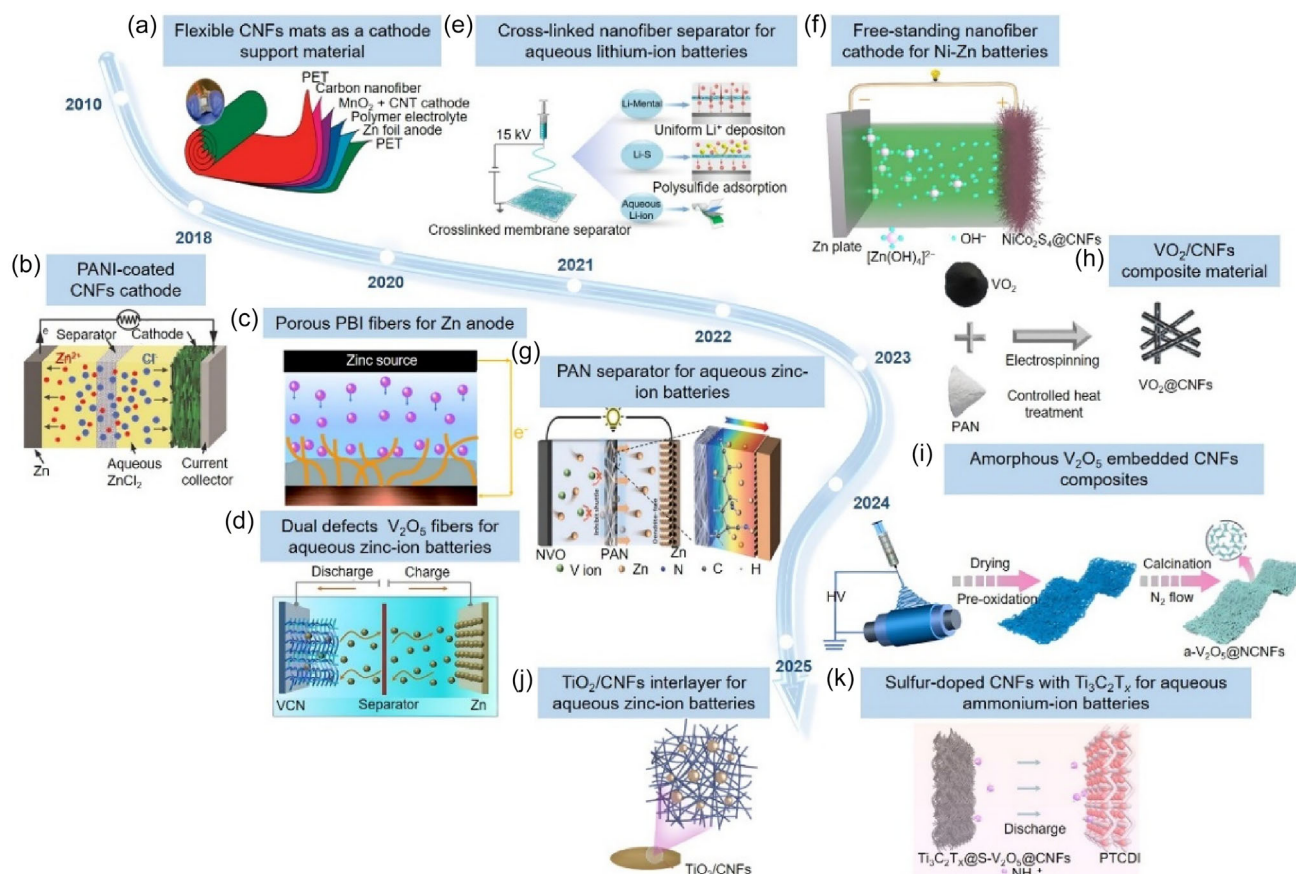 (a)
Flexible CNFs mats as a cathode
support material
PET
Carbon nanofiber
MnO₂ + CNT cathode
Polymer electrolyte
Zn foil anode
PET
(e)
Cross-linked nanofiber separator for
aqueous lithium-ion batteries
15 kV
Crosslinked membrane separator
Li-Mental
Uniform Li⁺ depositon
Li-S
Polysulfide adsorption
Aqueous
Li-ion
(f)
Free-standing nanofiber
cathode for Ni-Zn batteries
−
+
Zn plate
[Zn(OH)₄]²⁻
OH⁻
NiCo₂S₄@CNFs
2010
2018
2020
2021
2022
2023
2024
2025
(b)
PANI-coated
CNFs cathode
e
Separator
Cathode
Zn²⁺
Cl⁻
Zn
Aqueous
ZnCl₂
Current
collector
(c)
Porous PBI fibers for Zn anode
Zinc source
e⁻
(d)
Dual defects V₂O₅ fibers for
aqueous zinc-ion batteries
Discharge
Charge
VCN
Separator
Zn
(g)
PAN separator for aqueous zinc-
ion batteries
Inhibit shuttle
Dendrite-free
NVO
PAN
Zn
V ion
Zn
N
C
H
(h)
VO₂/CNFs
composite material
VO₂
PAN
Electrospinning
Controlled heat
treatment
VO₂@CNFs
(i)
Amorphous V₂O₅ embedded CNFs
composites
HV
Drying
Pre-oxidation
Calcination
N₂ flow
a-V₂O₅@NCNFs
(j)
TiO₂/CNFs interlayer for
aqueous zinc-ion batteries
TiO₂/CNFs
(k)
Sulfur-doped CNFs with Ti₃C₂Tₓ for aqueous
ammonium-ion batteries
Discharge
Ti₃C₂Tₓ@S-V₂O₅@CNFs
PTCDI
NH₄⁺